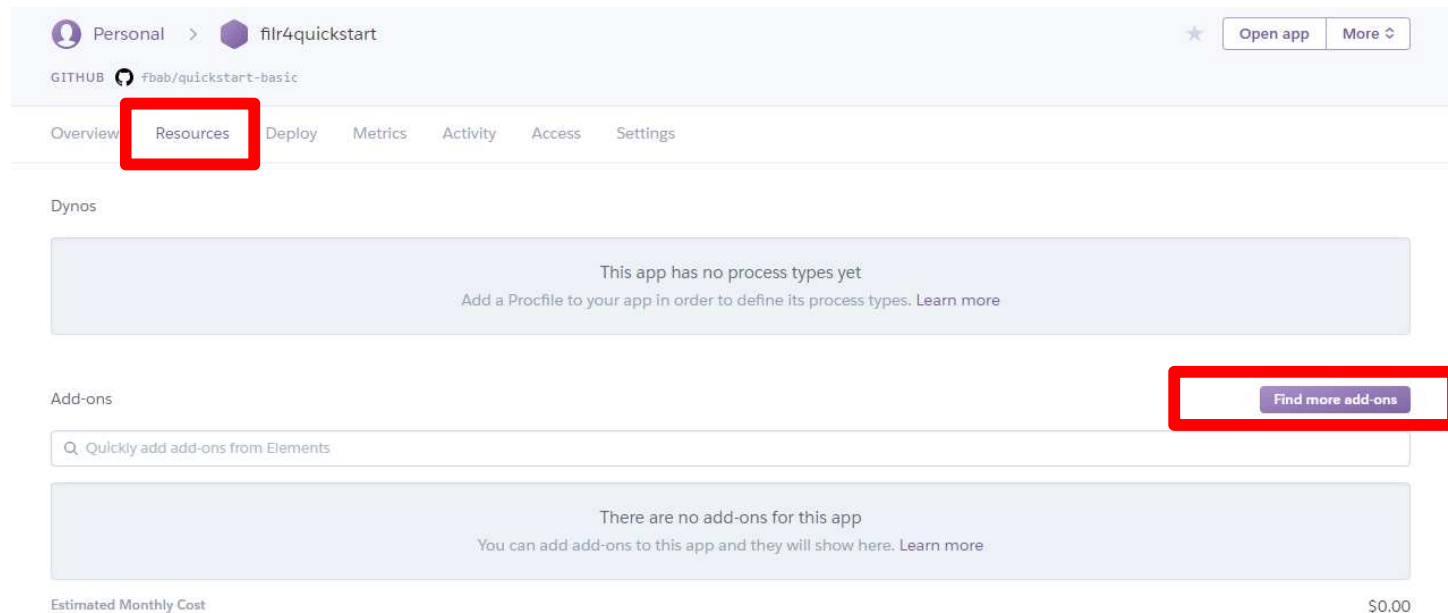 Personal > filr4quickstart
Open app
More
GITHUB fbab/quickstart-basic
Overview Resources Deploy Metrics Activity Access Settings
Dynos
This app has no process types yet
Add a Procfile to your app in order to define its process types. Learn more
Add-ons
Find more add-ons
Quickly add add-ons from Elements
There are no add-ons for this app
You can add add-ons to this app and they will show here. Learn more
Estimated Monthly Cost
$0.00